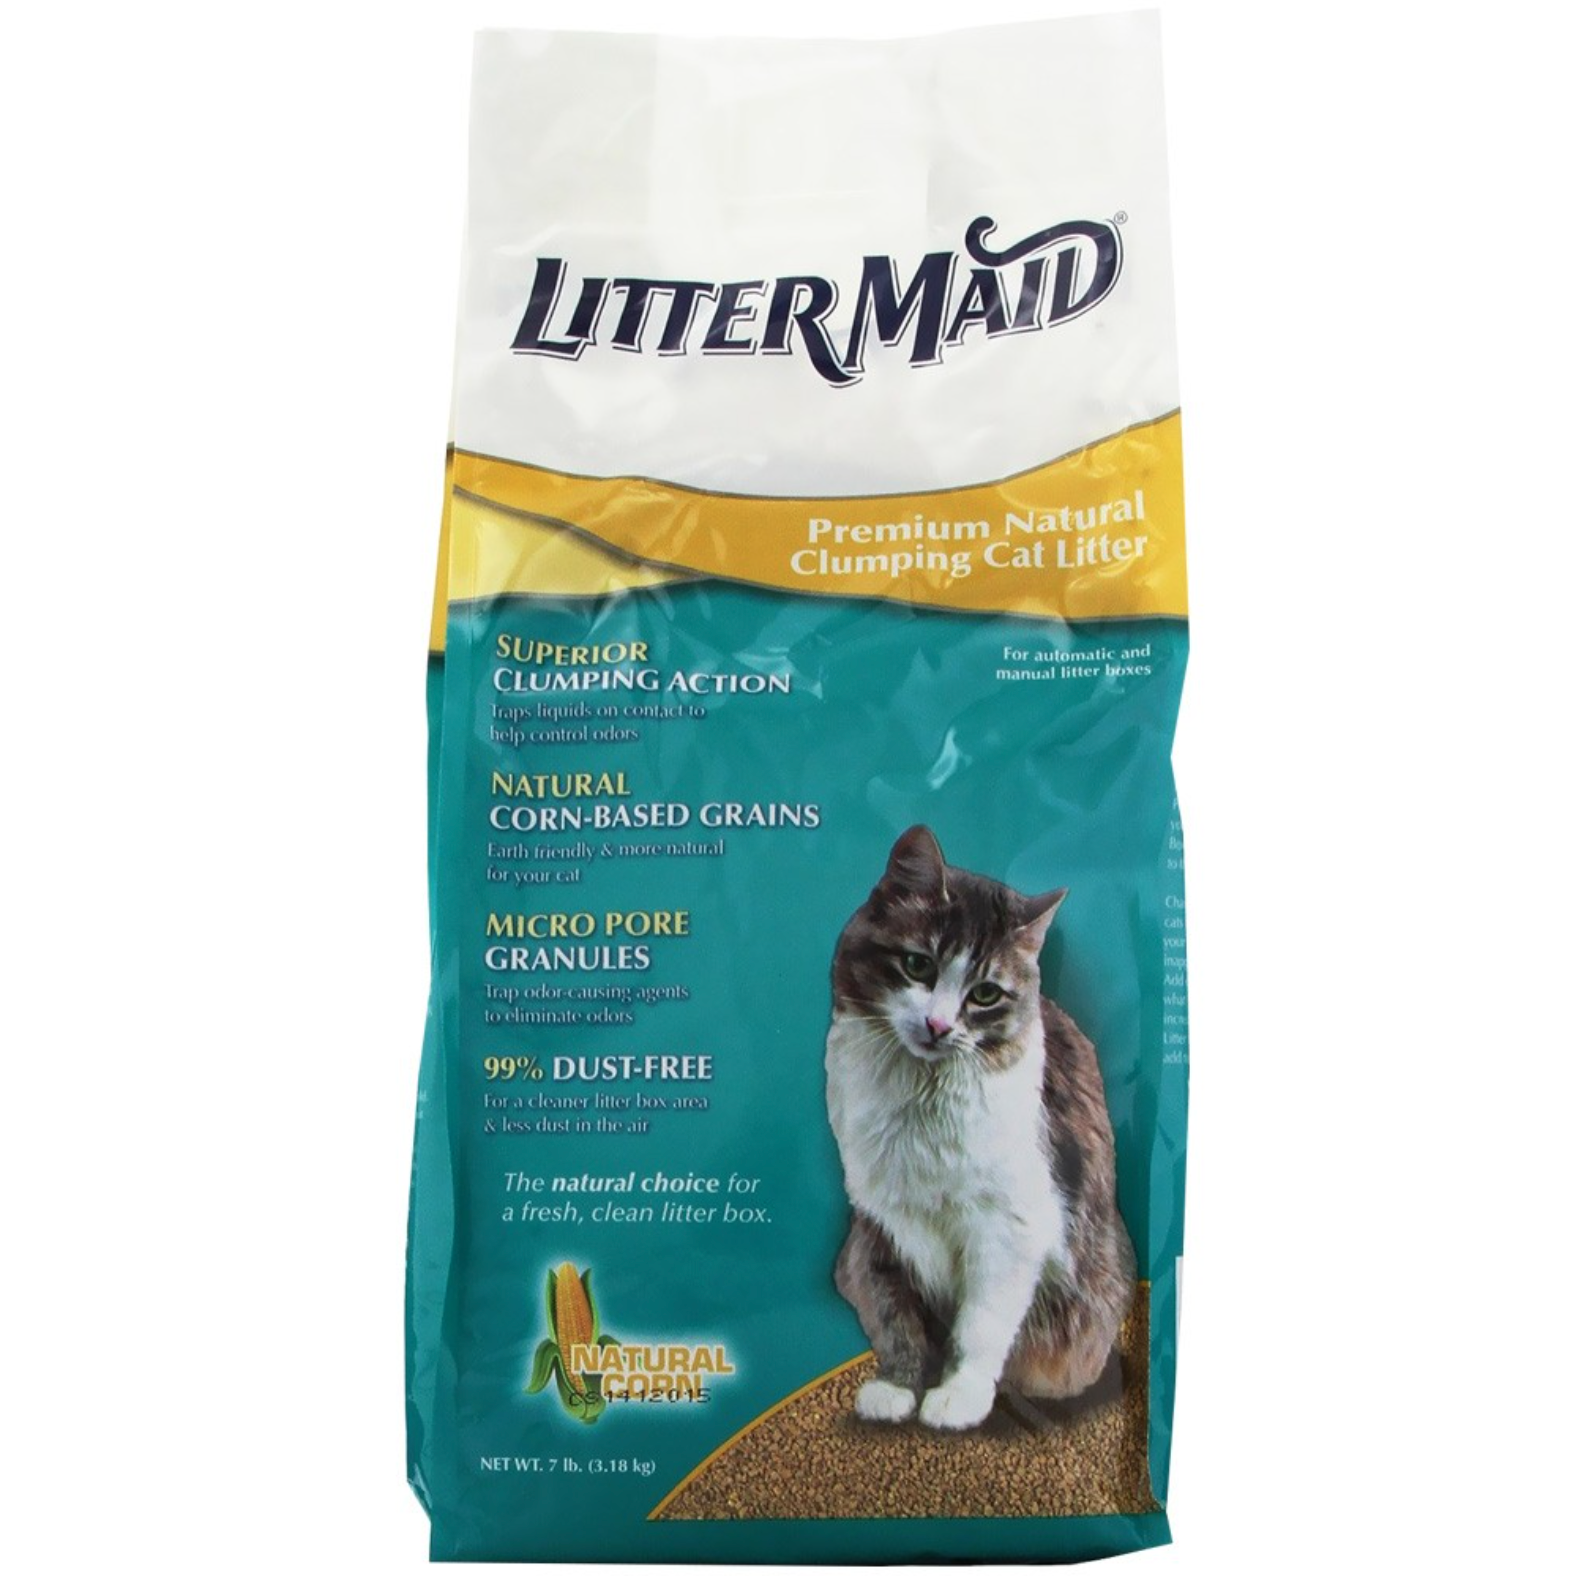 LITTERMAID®
Premium Natural
Clumping Cat Litter
For automatic and
manual litter boxes
SUPERIOR
CLUMPING ACTION
Traps liquids on contact to
help control odors
NATURAL
CORN-BASED GRAINS
Earth friendly & more natural
for your cat
MICRO PORE
GRANULES
Trap odor-causing agents
to eliminate odors
99% DUST-FREE
For a cleaner litter box area
& less dust in the air
The natural choice for
a fresh, clean litter box.
NATURAL
CORN
NET WT. 7 lb. (3.18 kg)